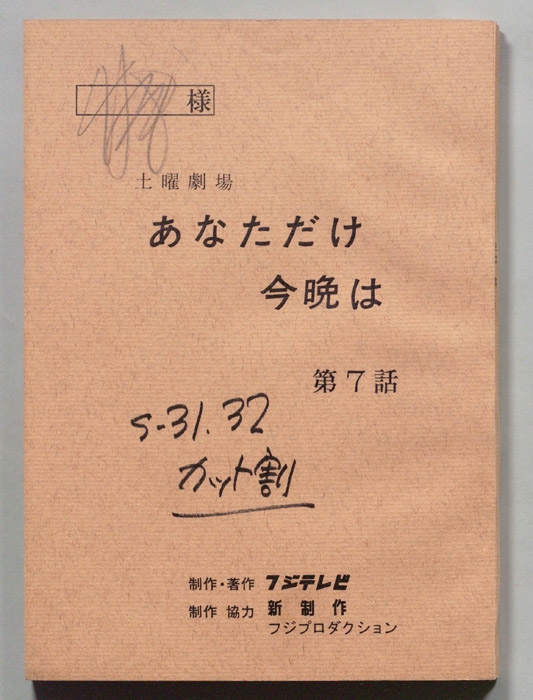 様
土曜劇場
あなただけ
今晩は
第7話
S-31.32
カット割
制作・著作 フジテレビ
制作 協力 新制作
フジプロダクション